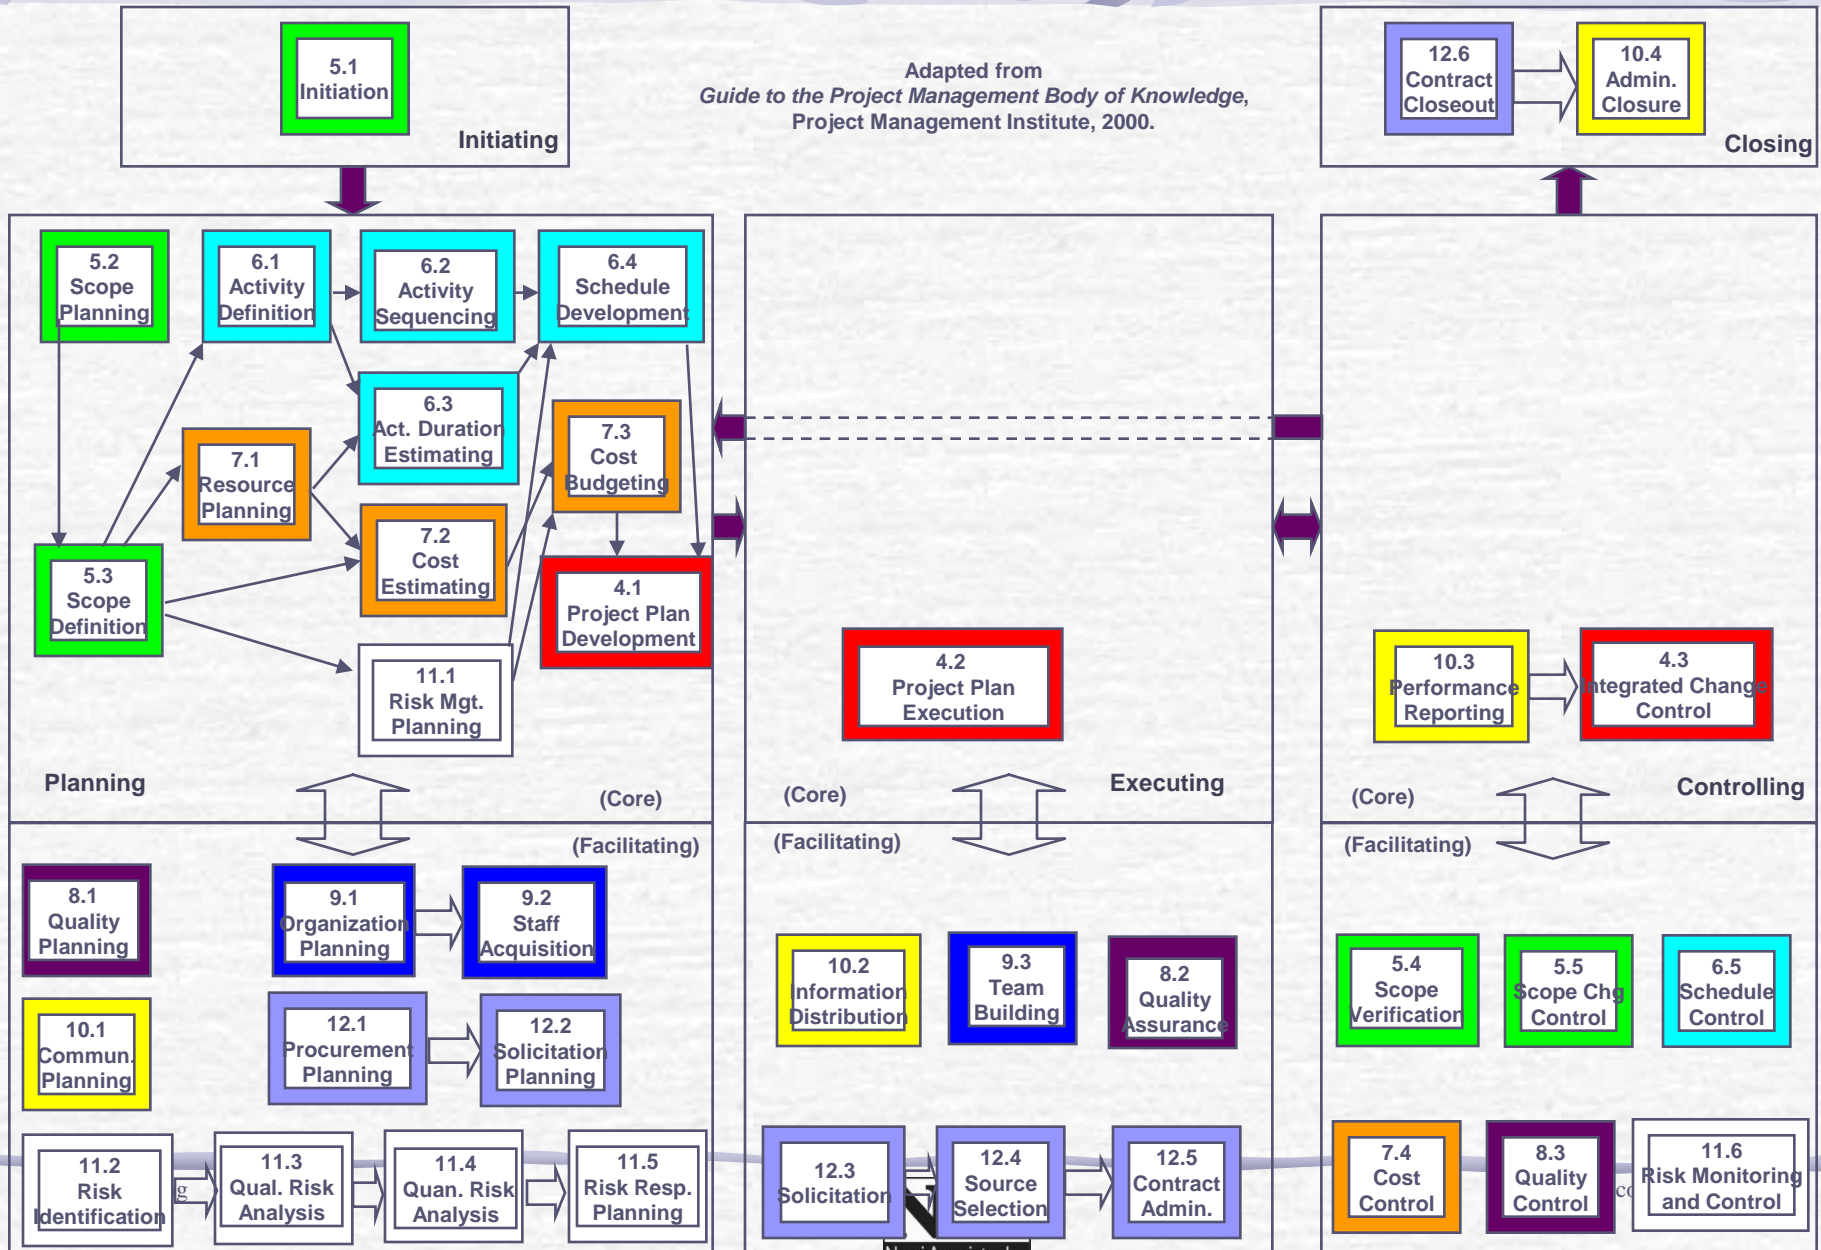 5.1
Initiation
Initiating
Adapted from
Guide to the Project Management Body of Knowledge,
Project Management Institute, 2000.
12.6
Contract
Closeout
10.4
Admin.
Closure
Closing
5.2
Scope
Planning
6.1
Activity
Definition
6.2
Activity
Sequencing
6.4
Schedule
Development
6.3
Act. Duration
Estimating
7.3
Cost
Budgeting
7.1
Resource
Planning
7.2
Cost
Estimating
5.3
Scope
Definition
4.1
Project Plan
Development
11.1
Risk Mgt.
Planning
Planning
(Core)
4.2
Project Plan
Execution
(Core)
Executing
10.3
Performance
Reporting
4.3
Integrated Change
Control
(Core)
Controlling
(Facilitating)
8.1
Quality
Planning
9.1
Organization
Planning
9.2
Staff
Acquisition
10.1
Commun.
Planning
12.1
Procurement
Planning
12.2
Solicitation
Planning
11.2
Risk
Identification
11.3
Qual. Risk
Analysis
11.4
Quan. Risk
Analysis
11.5
Risk Resp.
Planning
(Facilitating)
10.2
Information
Distribution
9.3
Team
Building
8.2
Quality
Assurance
12.3
Solicitation
12.4
Source
Selection
12.5
Contract
Admin.
(Facilitating)
5.4
Scope
Verification
5.5
Scope Chg
Control
6.5
Schedule
Control
7.4
Cost
Control
8.3
Quality
Control
11.6
Risk Monitoring
and Control